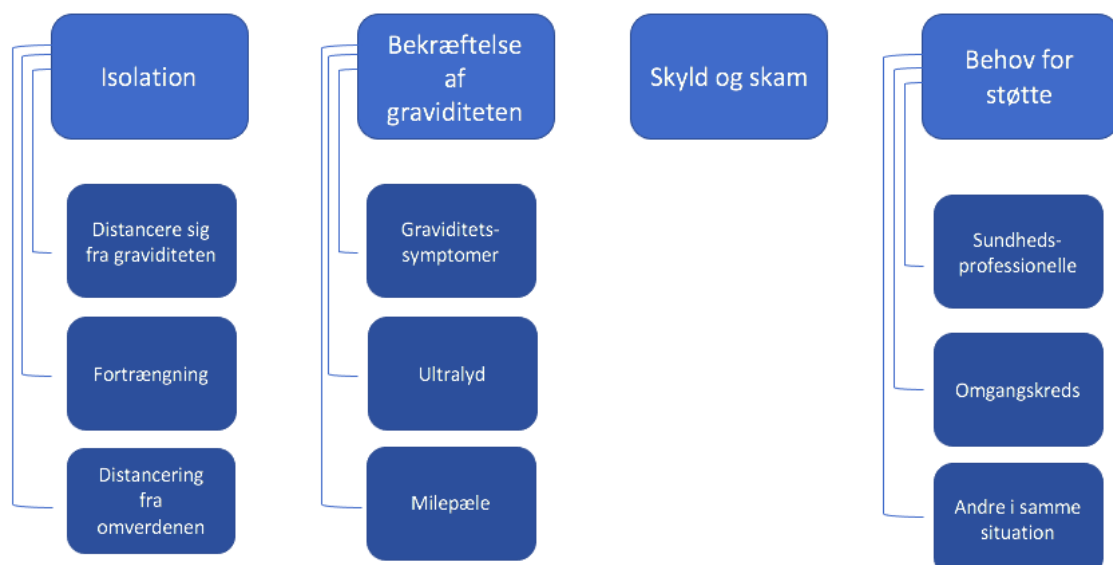 Isolation
Distancere sig
fra graviditeten
Fortrængning
Distancering
fra
omverdenen
Bekræftelse
af
graviditeten
Graviditets-
symptomer
Ultralyd
Milepæle
Skyld og skam
Behov for
støtte
Sundheds-
professionelle
Omgangskreds
Andre i samme
situation